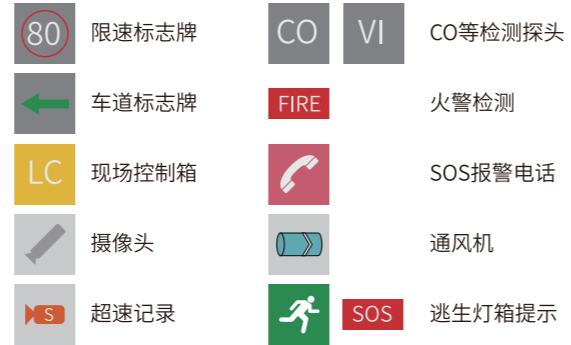 80 限速标志牌 CO VI CO等检测探头
车道标志牌 FIRE 火警检测
LC 现场控制箱 SOS报警电话
摄像头 通风机
S 超速记录 SOS 逃生灯箱提示